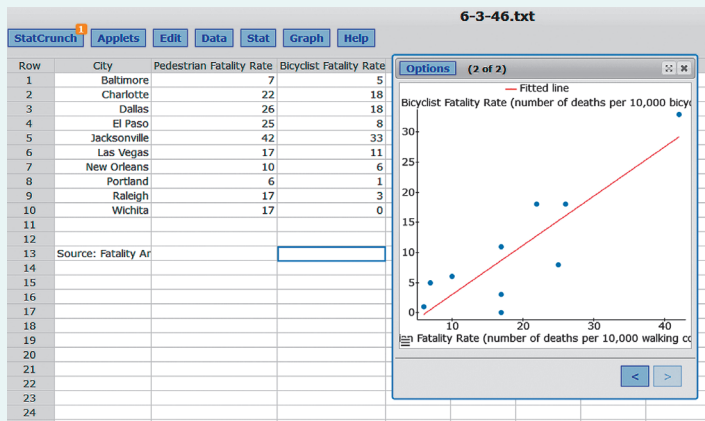 6-3-46.txt
StatCrunch 1 Applets Edit Data Stat Graph Help
Row City Pedestrian Fatality Rate Bicyclist Fatality Rate
1 Baltimore 7 5
2 Charlotte 22 18
3 Dallas 26 18
4 El Paso 25 8
5 Jacksonville 42 33
6 Las Vegas 17 11
7 New Orleans 10 6
8 Portland 6 1
9 Raleigh 17 3
10 Wichita 17 0
11
12
13 Source: Fatality Ar
14
15
16
17
18
19
20
21
22
23
24
Options (2 of 2)
Fitted line
Bicyclist Fatality Rate (number of deaths per 10,000 bicy
30
25
20
15
10
5
0
10 20 30 40
Fatality Rate (number of deaths per 10,000 walking co
< >